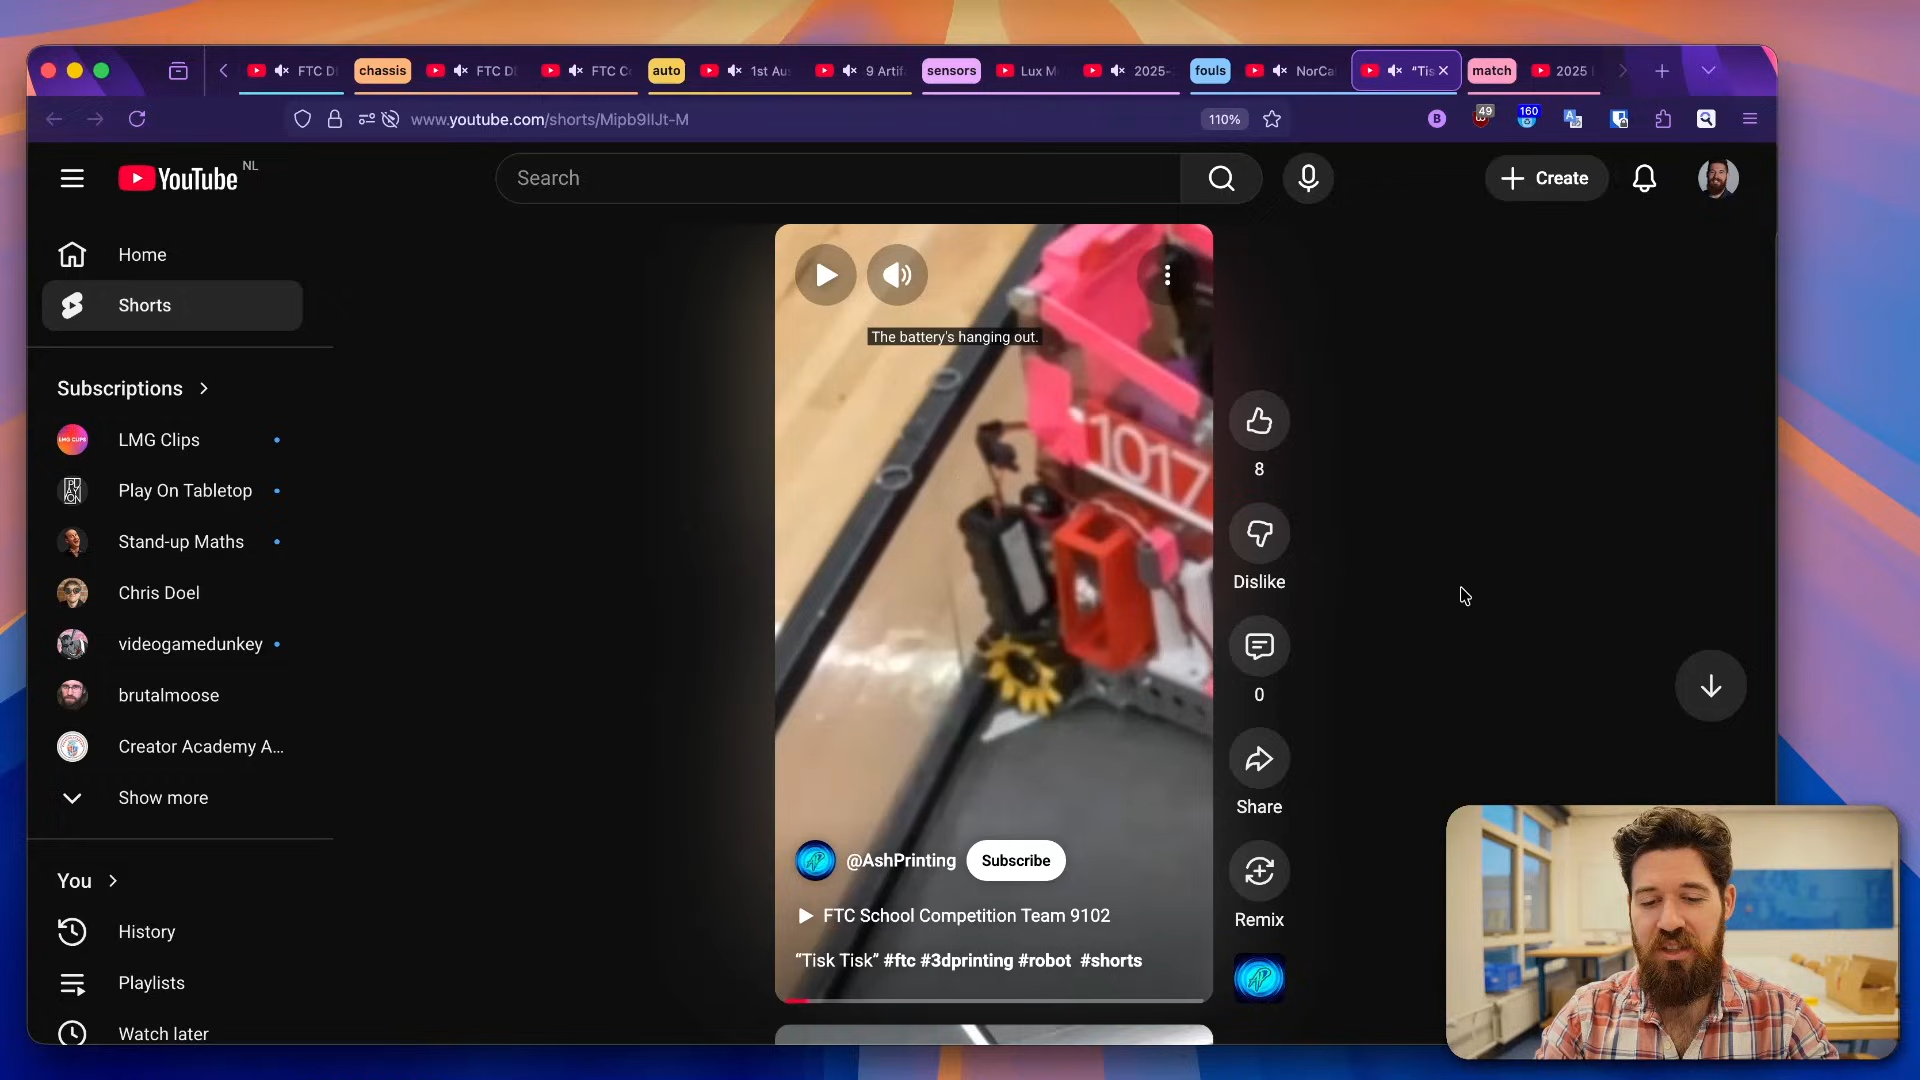 FTC D
chassis
FTC D
FTC C
auto
1st Au
9 Artif
sensors
Lux M
2025-
fouls
NorCa
“Tis
match
2025
www.youtube.com/shorts/Mipb9IlJt-M
110%
B
49
160
YouTube NL
Search
Create
Home
Shorts
Subscriptions
LMG Clips
Play On Tabletop
Stand-up Maths
Chris Doel
videogamedunkey
brutalmoose
Creator Academy A...
Show more
You
History
Playlists
Watch later
The battery's hanging out.
1017
@AshPrinting
Subscribe
FTC School Competition Team 9102
“Tisk Tisk” #ftc #3dprinting #robot #shorts
8
Dislike
0
Share
Remix